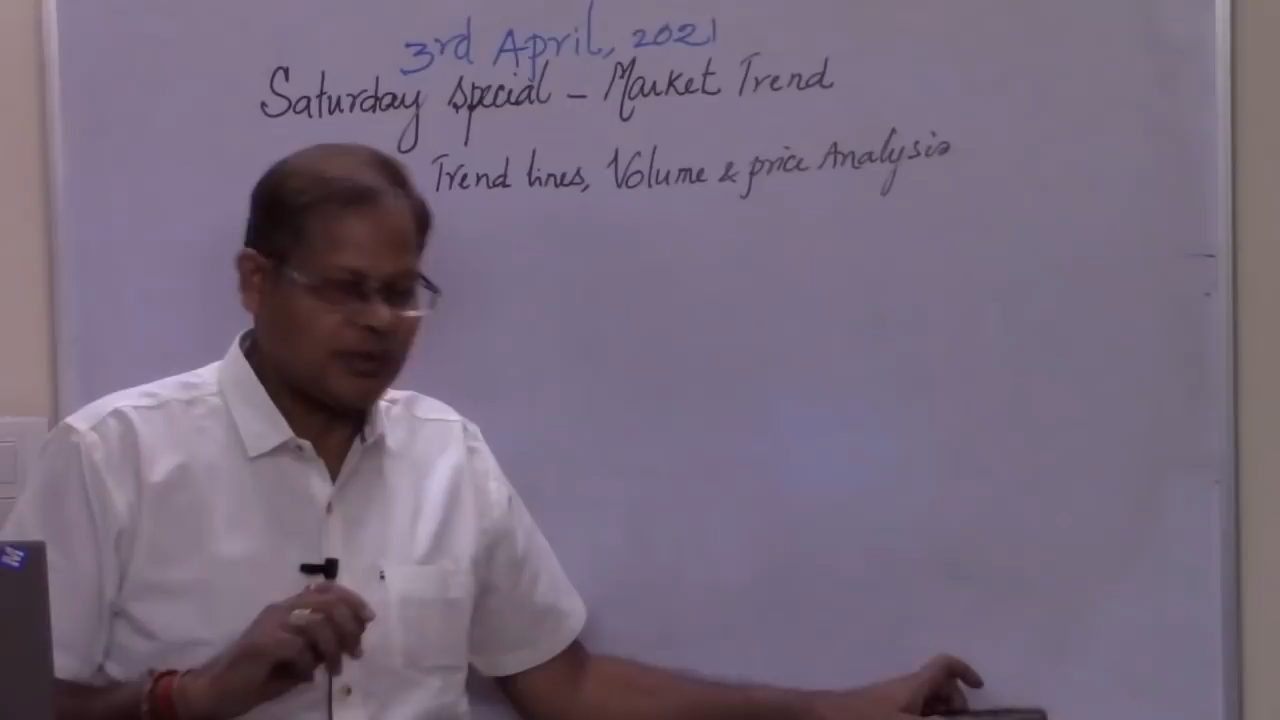 3rd April, 2021
Saturday special - Market Trend
Trend lines, Volume & price Analysis
M